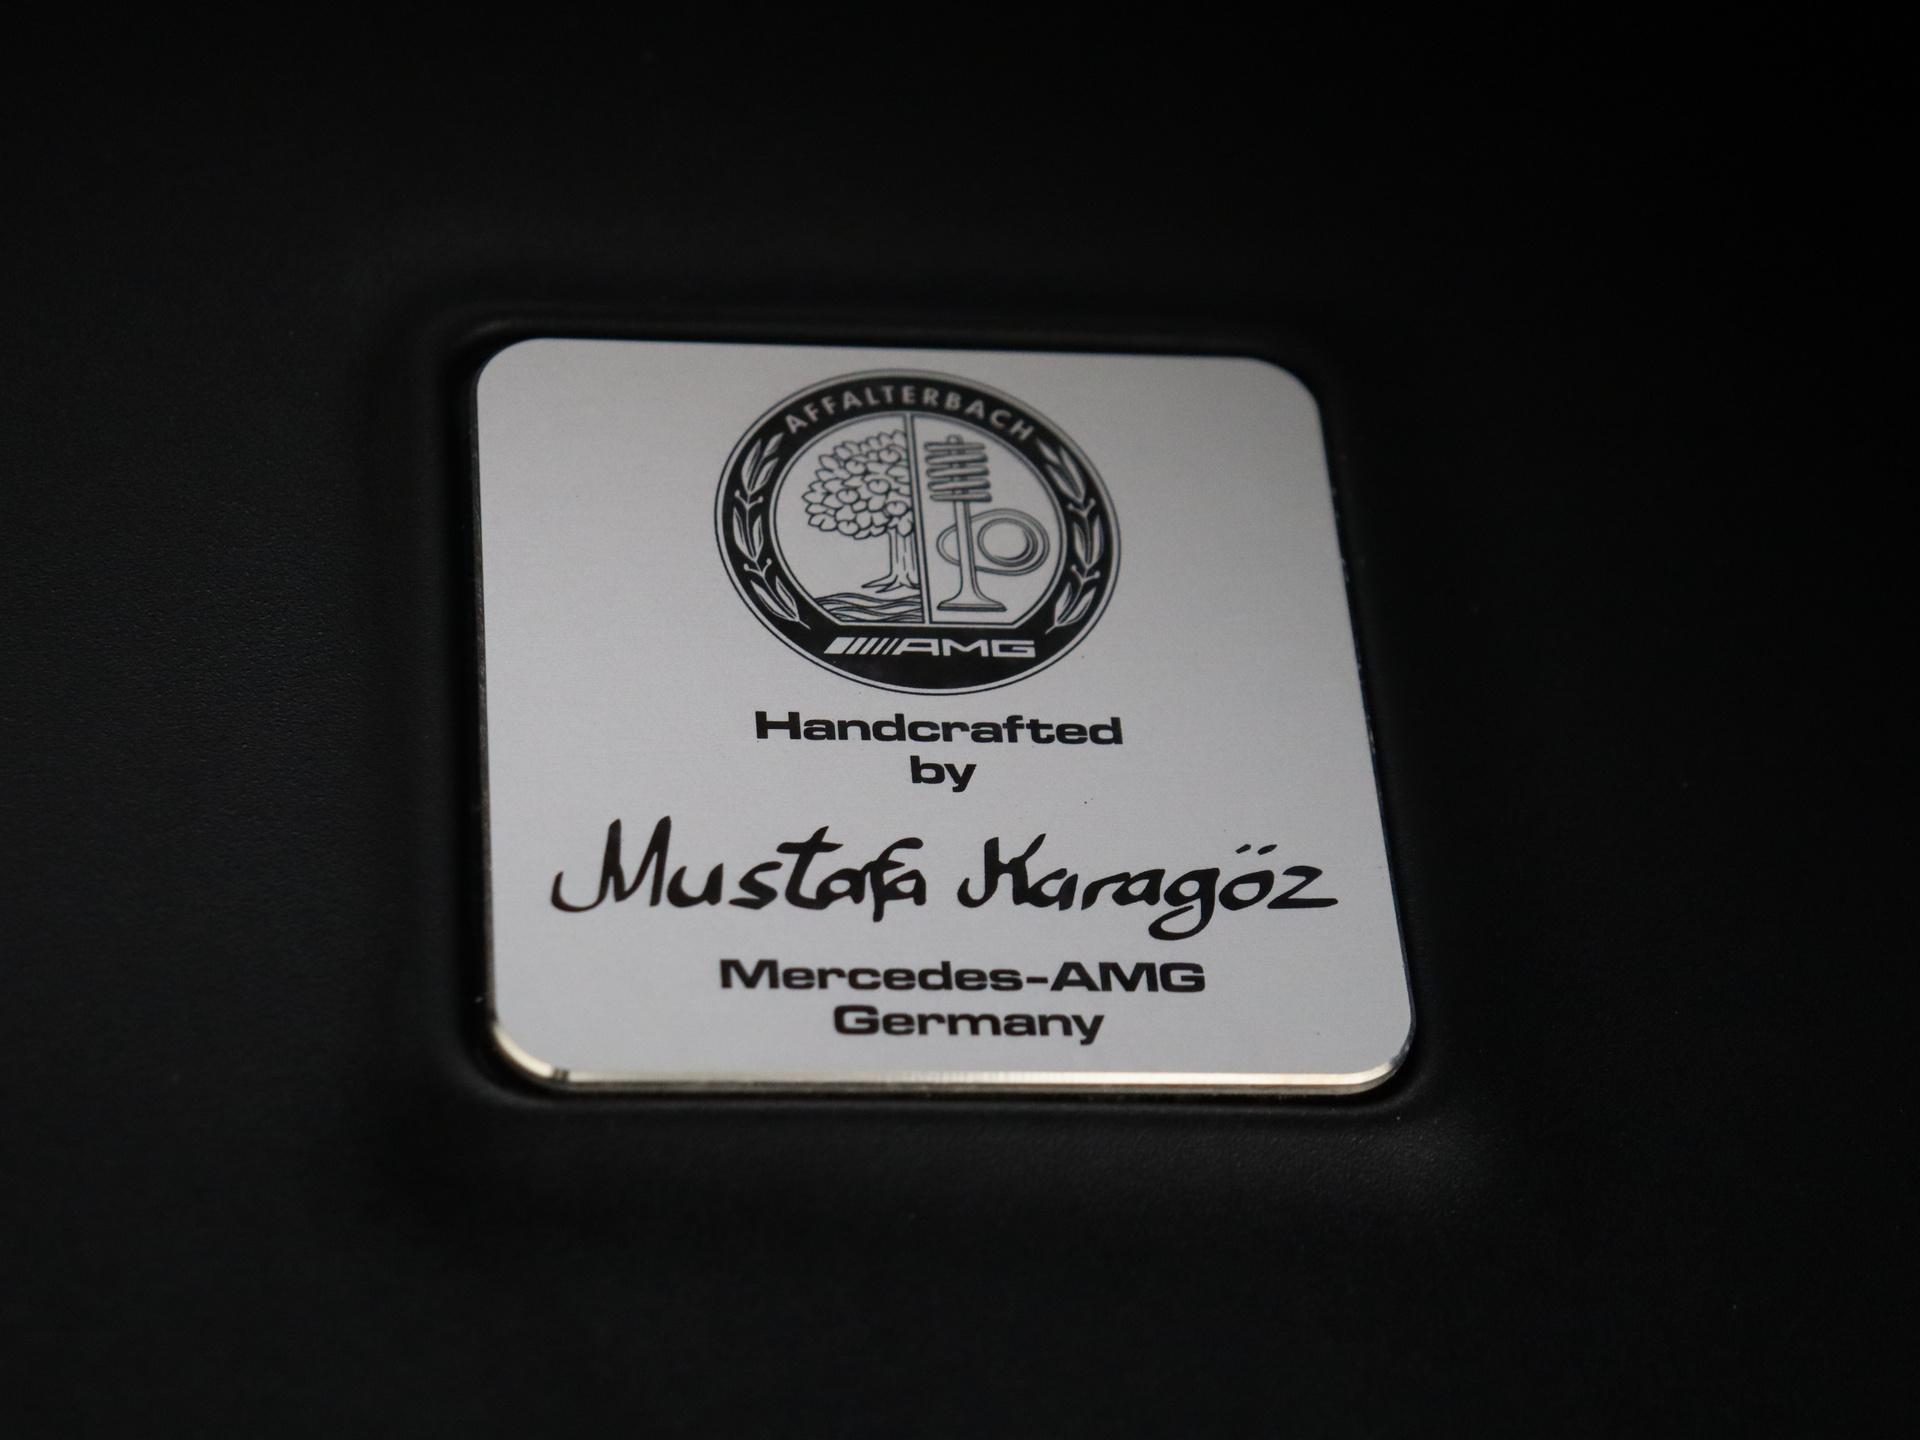 AFFALTERBACH
AMG
Handcrafted
by
Mustafa Karagöz
Mercedes-AMG
Germany